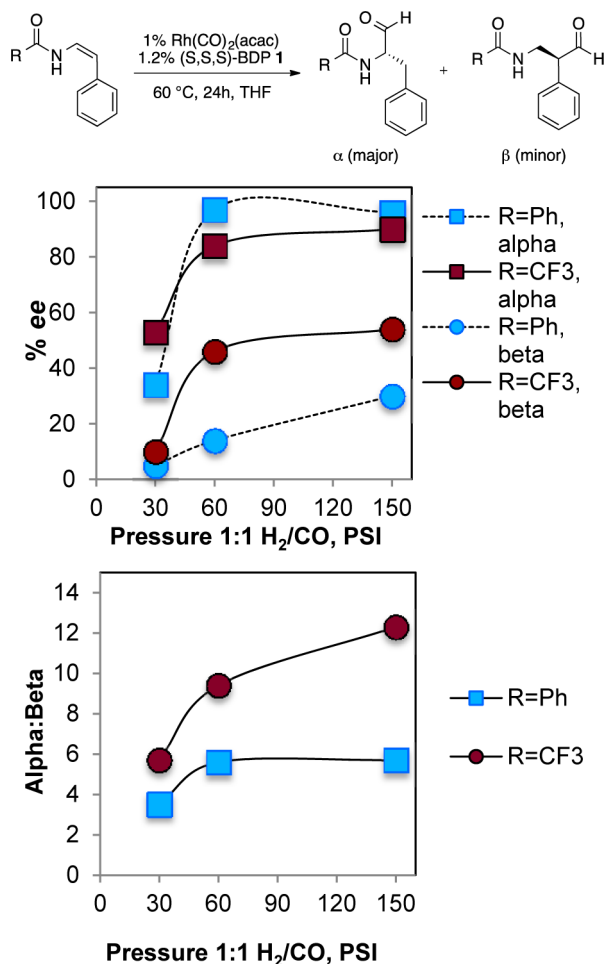 O
R
N
H
1% Rh(CO)2(acac)
1.2% (S,S,S)-BDP 1
60 °C, 24h, THF
O
H
O
R
N
H
+
O
R
N
H
O
H
α (major)
β (minor)
% ee
100
80
60
40
20
0
0
30
60
90
120
150
Pressure 1:1 H2/CO, PSI
R=Ph,
alpha
R=CF3,
alpha
R=Ph,
beta
R=CF3,
beta
Alpha:Beta
14
12
10
8
6
4
2
0
0
30
60
90
120
150
Pressure 1:1 H2/CO, PSI
R=Ph
R=CF3